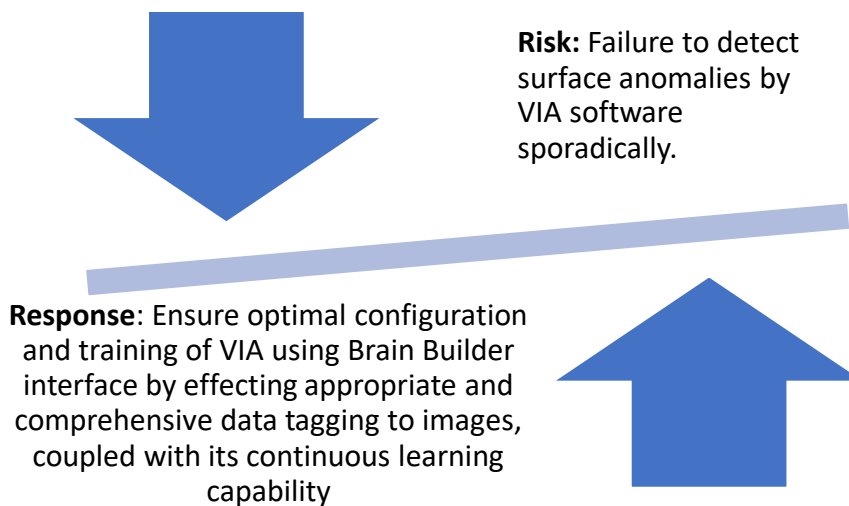 Risk: Failure to detect
surface anomalies by
VIA software
sporadically.
Response: Ensure optimal configuration
and training of VIA using Brain Builder
interface by effecting appropriate and
comprehensive data tagging to images,
coupled with its continuous learning
capability